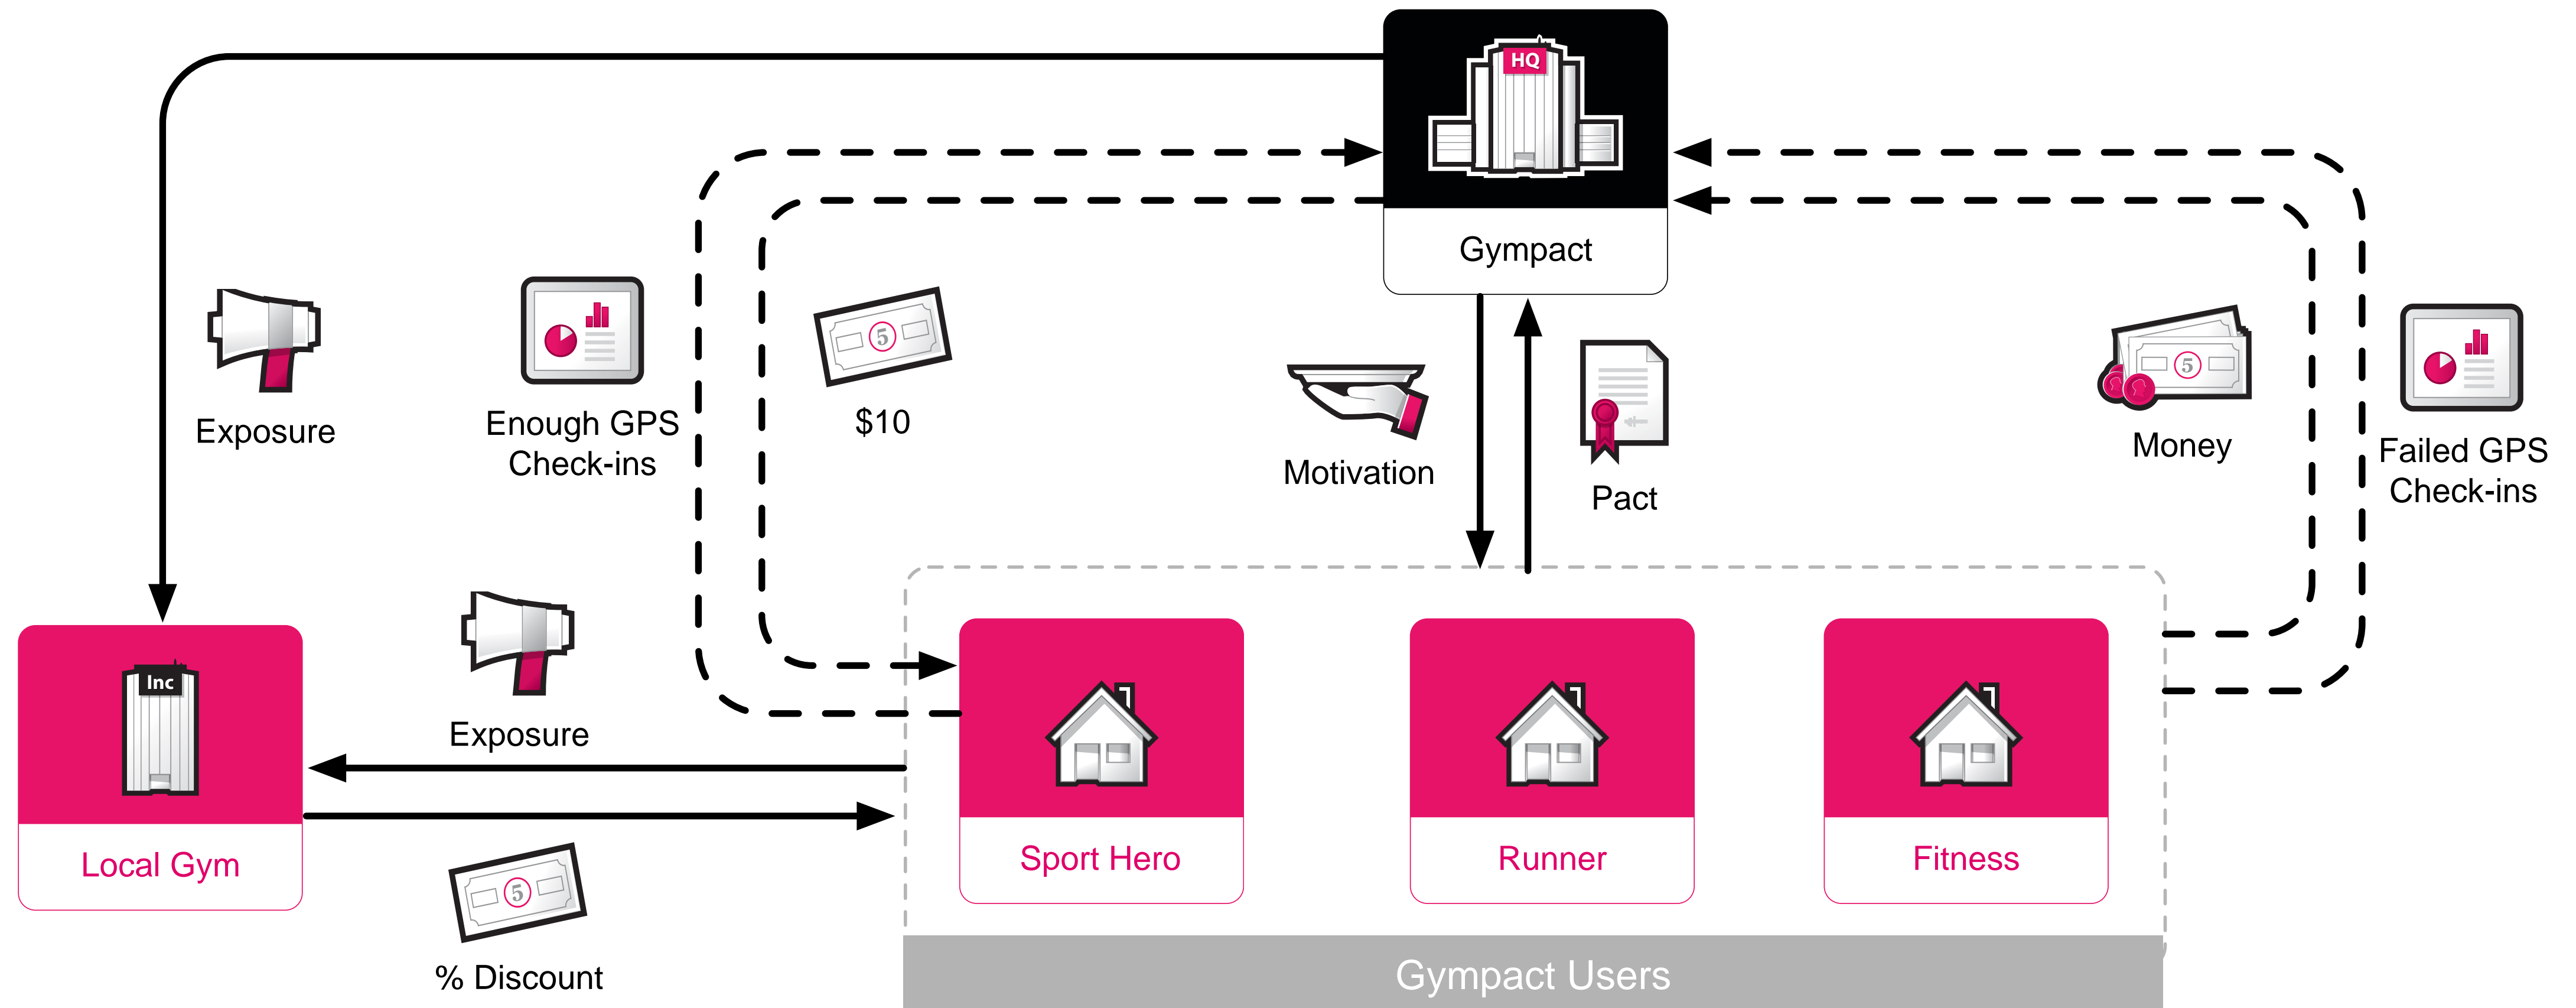 HQ
Gympact
5
Exposure
Enough GPS
Check-ins
$10
Motivation
Pact
5
Money
Failed GPS
Check-ins
Inc
Local Gym
Exposure
5
% Discount
Sport Hero
Runner
Fitness
Gympact Users